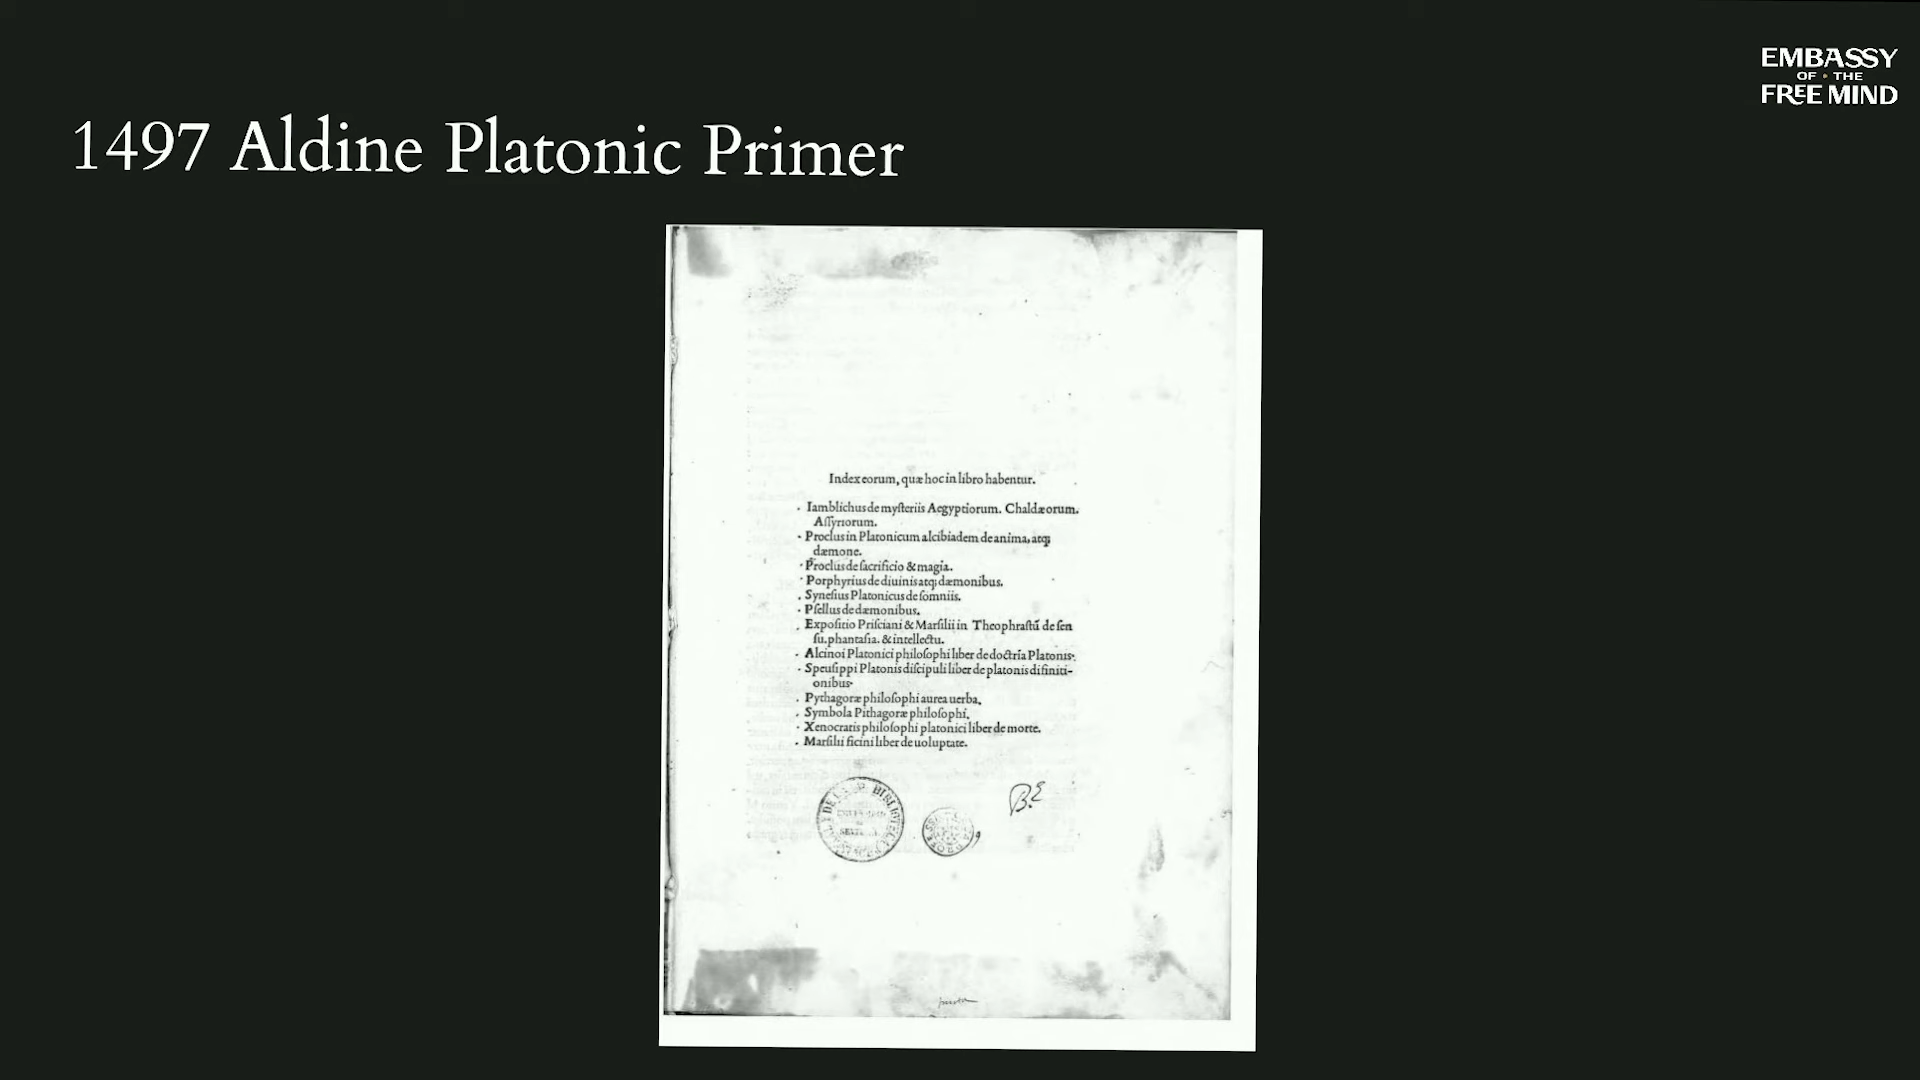 EMBASSY
OF • THE
FREE MIND
1497 Aldine Platonic Primer
Index eorum, quæ hoc in libro habentur.
Iamblichus de myſteriis Aegyptiorum. Chaldæorum.
Aſſyriorum.
Proclus in Platonicum alcibiadem de anima, atq;
dæmone.
Proclus de ſacrificio & magia.
Porphyrius de diuinis atq; dæmonibus.
Syneſius Platonicus de ſomniis.
Pſellus de dæmonibus.
Expoſitio Priſciani & Marſilii in Theophraſtū de ſen
ſu. phantaſia. & intellectu.
Alcinoi Platonici philoſophi liber de doctria Platonis.
Speuſippi Platonis diſcipuli liber de platonis difiniti-
onibus.
Pythagoræ philoſophi aurea uerba.
Symbola Pithagoræ philoſophi.
Xenocratis philoſophi platonici liber de morte.
Marſilii ficini liber de uoluptate.